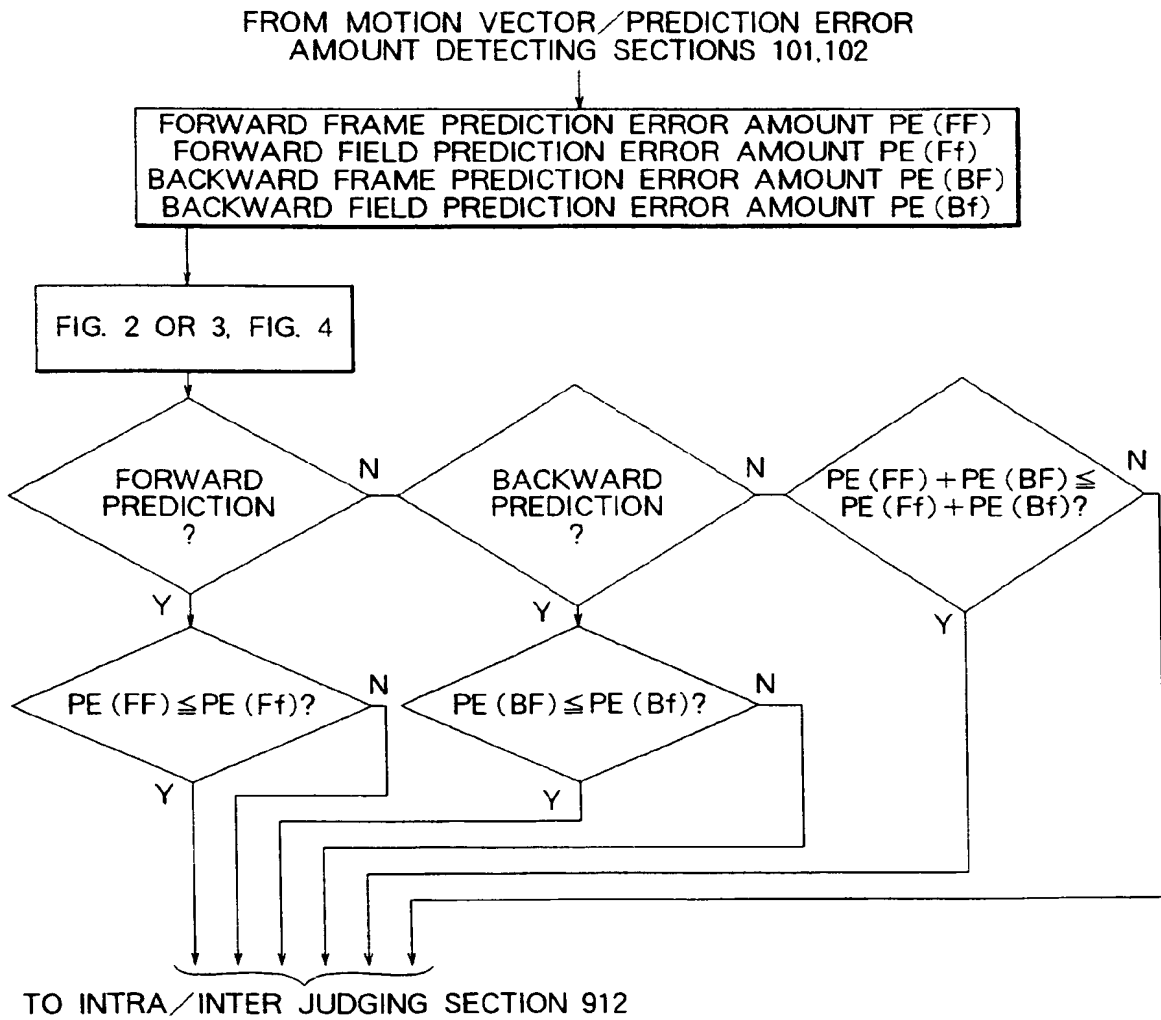 FROM MOTION VECTOR/PREDICTION ERROR
AMOUNT DETECTING SECTIONS 101,102
FORWARD FRAME PREDICTION ERROR AMOUNT PE(FF)
FORWARD FIELD PREDICTION ERROR AMOUNT PE(Ff)
BACKWARD FRAME PREDICTION ERROR AMOUNT PE(BF)
BACKWARD FIELD PREDICTION ERROR AMOUNT PE(Bf)
FIG. 2 OR 3, FIG. 4
FORWARD
PREDICTION
?
N
Y
BACKWARD
PREDICTION
?
N
Y
PE(FF)+PE(BF)≦
PE(Ff)+PE(Bf)?
N
Y
PE(FF)≦PE(Ff)?
N
Y
PE(BF)≦PE(Bf)?
N
Y
TO INTRA/INTER JUDGING SECTION 912